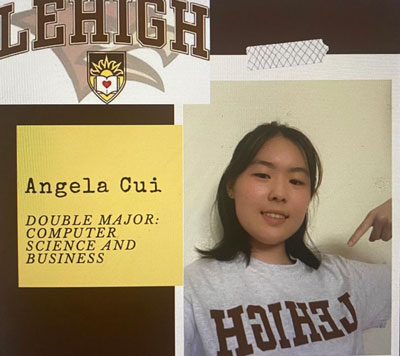 LEHIGH
Angela Cui
DOUBLE MAJOR:
COMPUTER
SCIENCE AND
BUSINESS
LEHIGH